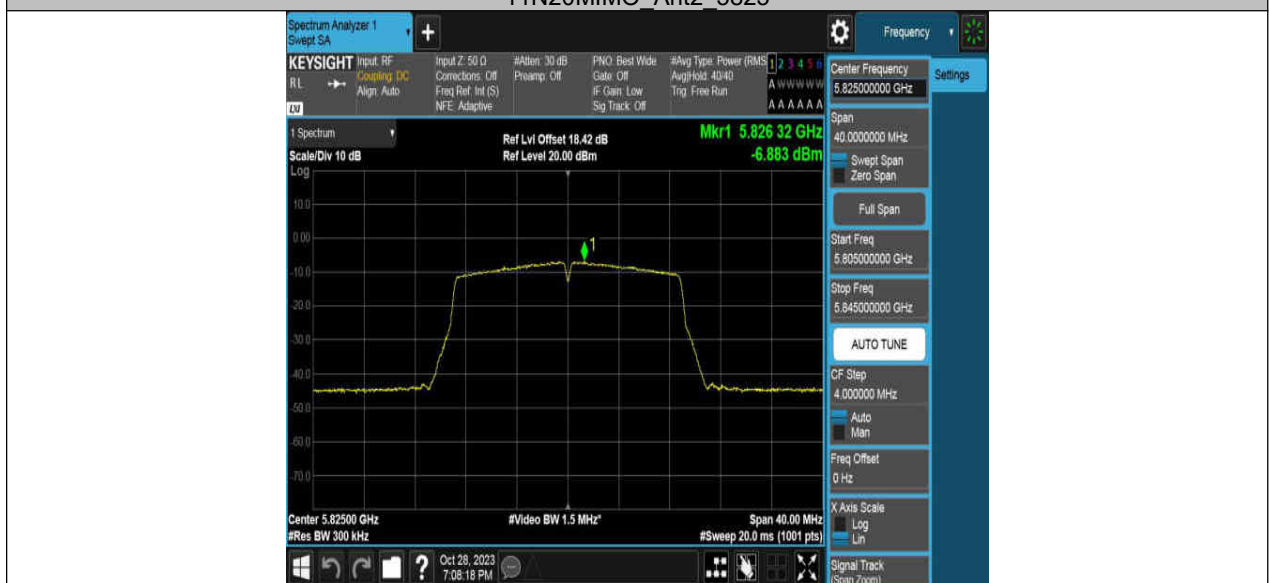 11N20MIMO_Ant2_5825
Spectrum Analyzer 1
Swept SA
Frequency
KEYSIGHT
RL
LXI
Input: RF
Coupling: DC
Align: Auto
Input Z: 50 Ω
Corrections: Off
Freq Ref: Int (S)
NFE: Adaptive
#Atten: 30 dB
Preamp: Off
PNO: Best Wide
Gate: Off
IF Gain: Low
Sig Track: Off
#Avg Type: Power (RMS
Avg|Hold: 40/40
Trig: Free Run
1 2 3 4 5 6
A W W W W W
A A A A A A
Center Frequency
5.825000000 GHz
Settings
1 Spectrum
Scale/Div 10 dB
Log
Ref Lvl Offset 18.42 dB
Ref Level 20.00 dBm
Mkr1 5.826 32 GHz
-6.883 dBm
Span
40.0000000 MHz
Swept Span
Zero Span
Full Span
Start Freq
5.805000000 GHz
Stop Freq
5.845000000 GHz
AUTO TUNE
CF Step
4.000000 MHz
Auto
Man
Freq Offset
0 Hz
X Axis Scale
Log
Lin
Signal Track
(Span Zoom)
10.0
0.00
-10.0
-20.0
-30.0
-40.0
-50.0
-60.0
-70.0
1
Center 5.82500 GHz
#Res BW 300 kHz
#Video BW 1.5 MHz*
Span 40.00 MHz
#Sweep 20.0 ms (1001 pts)
Oct 28, 2023
7:08:18 PM